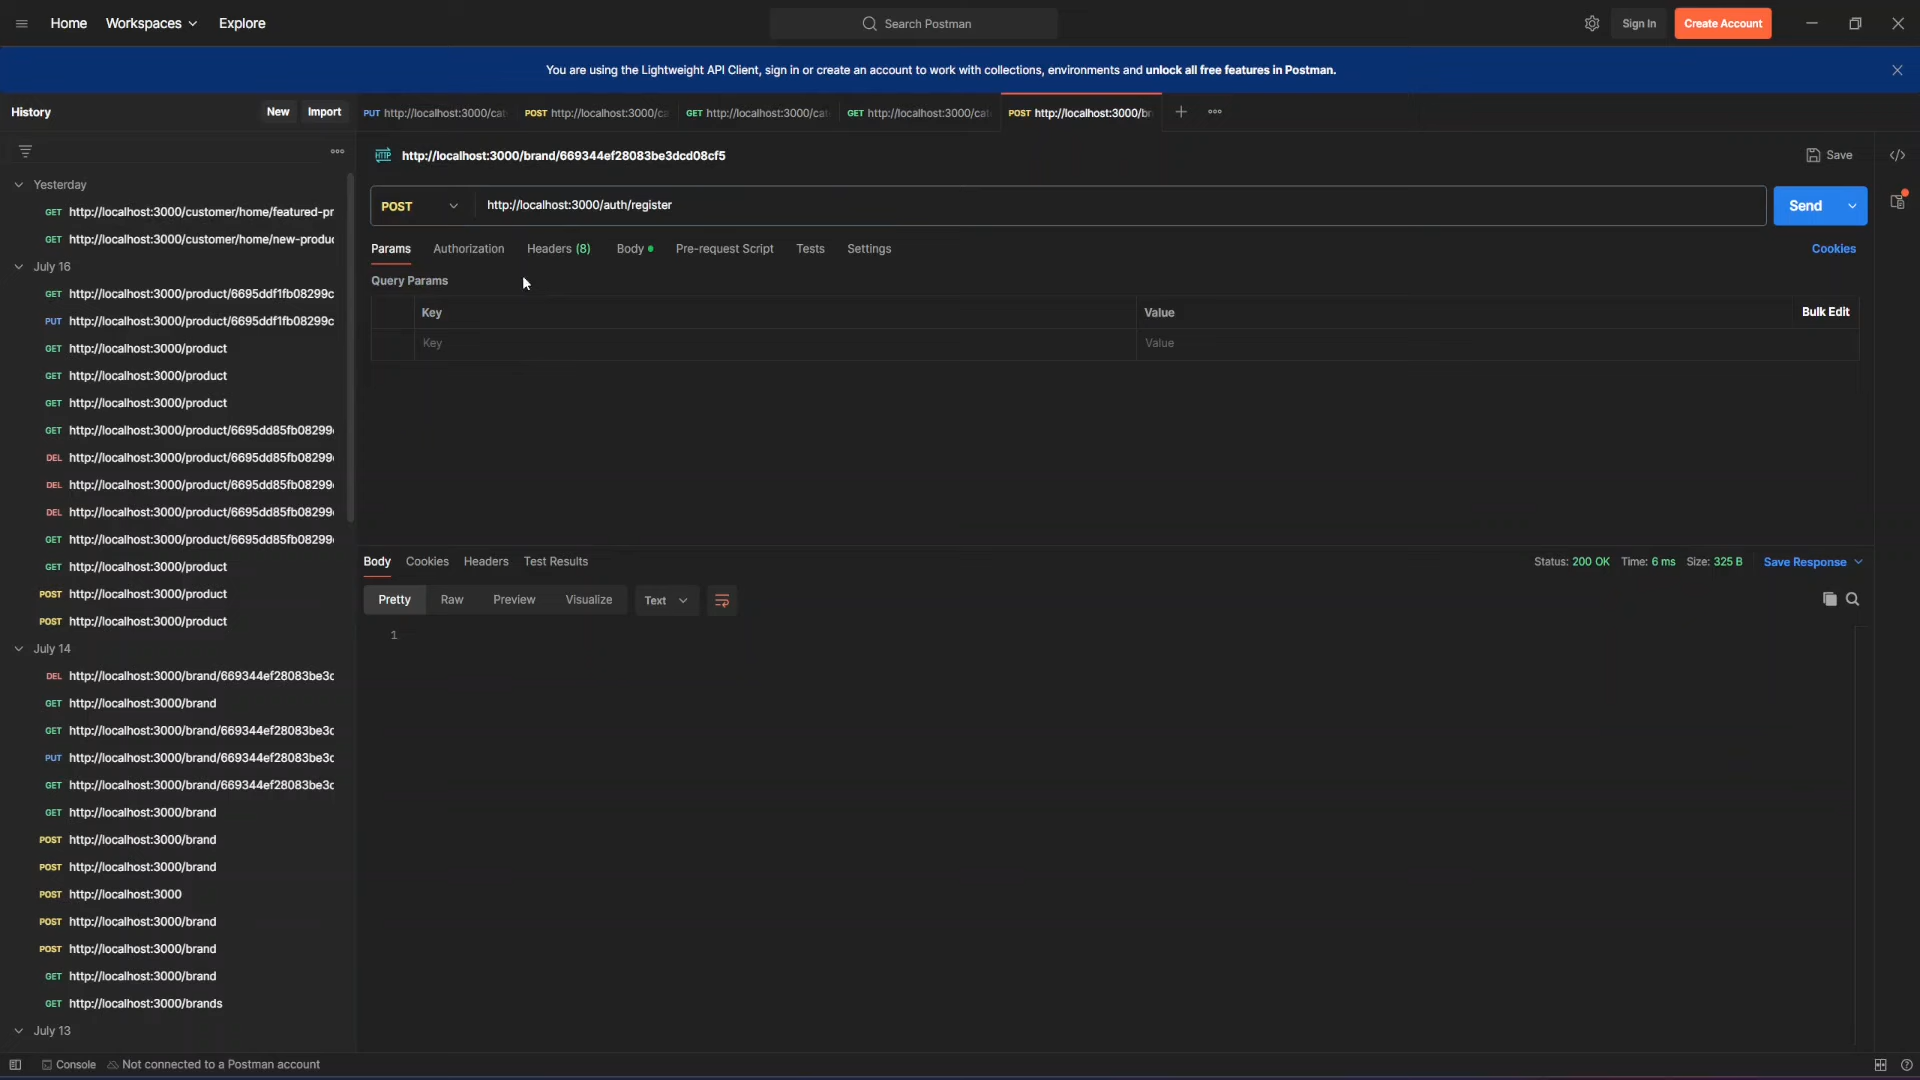 Home Workspaces Explore
Search Postman
Sign In Create Account
You are using the Lightweight API Client, sign in or create an account to work with collections, environments and unlock all free features in Postman.
History New Import
PUT http://localhost:3000/cat POST http://localhost:3000/ca GET http://localhost:3000/cat GET http://localhost:3000/cat POST http://localhost:3000/br
HTTP http://localhost:3000/brand/669344ef28083be3dcd08cf5
Save
POST http://localhost:3000/auth/register
Send
Params Authorization Headers (8) Body Pre-request Script Tests Settings
Cookies
Query Params
Key Value Bulk Edit
Key Value
Body Cookies Headers Test Results
Status: 200 OK Time: 6 ms Size: 325 B Save Response
Pretty Raw Preview Visualize Text
1
Yesterday
GET http://localhost:3000/customer/home/featured-pr
GET http://localhost:3000/customer/home/new-produc
July 16
GET http://localhost:3000/product/6695ddf1fb08299c
PUT http://localhost:3000/product/6695ddf1fb08299c
GET http://localhost:3000/product
GET http://localhost:3000/product
GET http://localhost:3000/product
GET http://localhost:3000/product/6695dd85fb08299
DEL http://localhost:3000/product/6695dd85fb08299
DEL http://localhost:3000/product/6695dd85fb08299
DEL http://localhost:3000/product/6695dd85fb08299
GET http://localhost:3000/product/6695dd85fb08299
GET http://localhost:3000/product
POST http://localhost:3000/product
POST http://localhost:3000/product
July 14
DEL http://localhost:3000/brand/669344ef28083be3c
GET http://localhost:3000/brand
GET http://localhost:3000/brand/669344ef28083be3c
PUT http://localhost:3000/brand/669344ef28083be3c
GET http://localhost:3000/brand/669344ef28083be3c
GET http://localhost:3000/brand
POST http://localhost:3000/brand
POST http://localhost:3000/brand
POST http://localhost:3000
POST http://localhost:3000/brand
POST http://localhost:3000/brand
GET http://localhost:3000/brand
GET http://localhost:3000/brands
July 13
Console Not connected to a Postman account